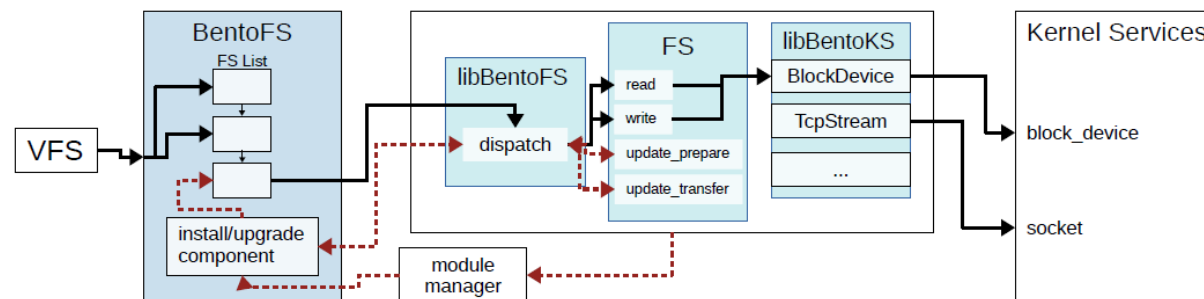 VFS
BentoFS
FS List
install/upgrade
component
libBentoFS
dispatch
module
manager
FS
read
write
update_prepare
update_transfer
libBentoKS
BlockDevice
TcpStream
...
Kernel Services
block_device
socket